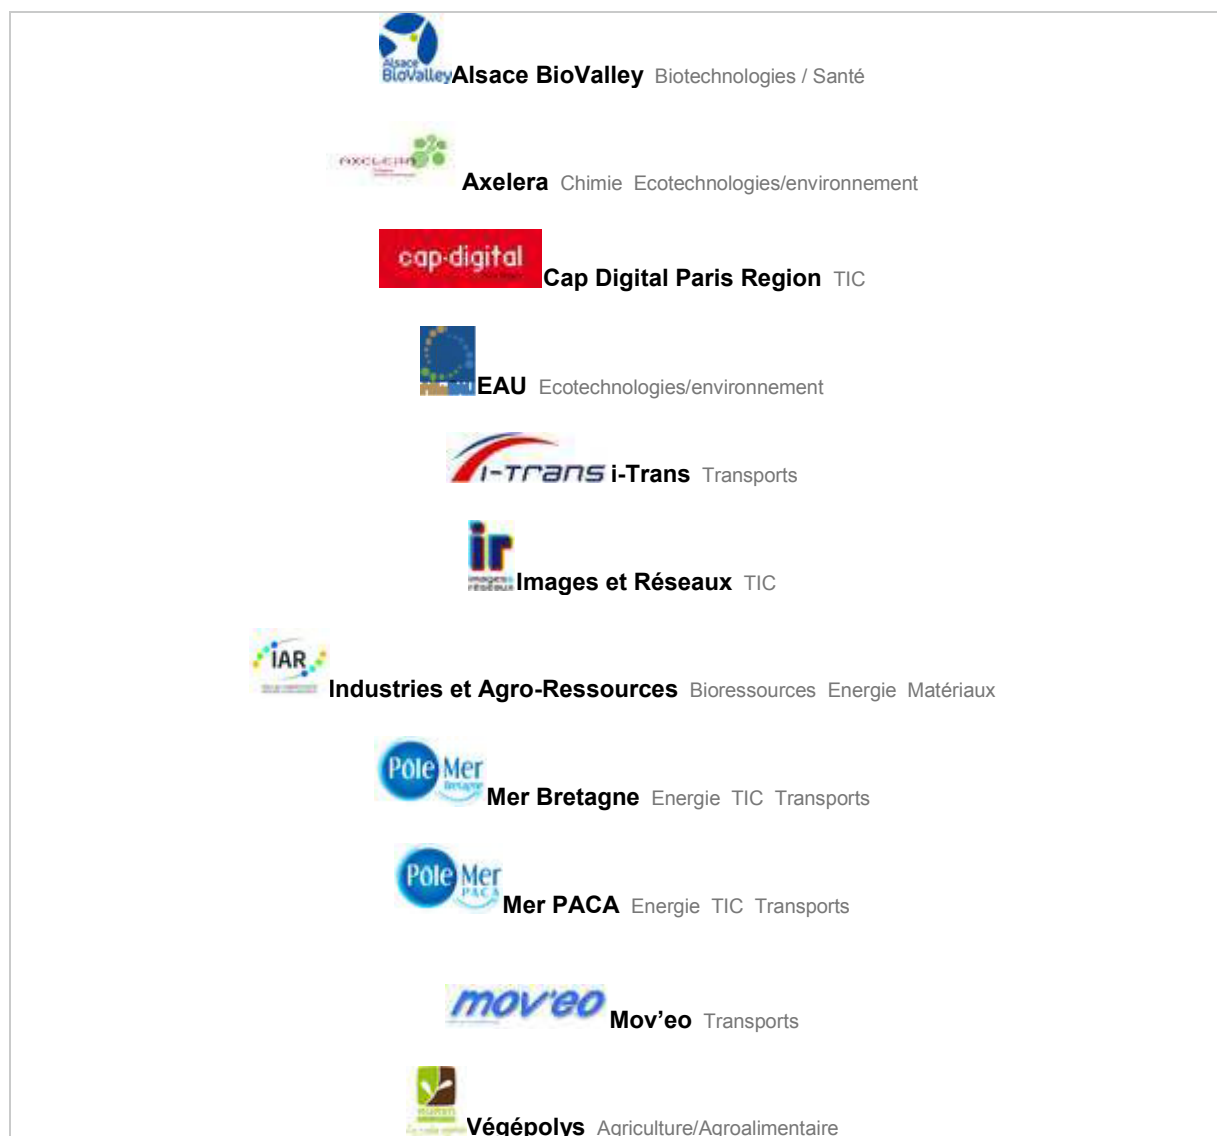 Alsace
BioValley Alsace BioValley Biotechnologies / Santé
AXELERA
Axelera Chimie Ecotechnologies/environnement
cap·digital
Cap Digital Paris Region TIC
EAU Ecotechnologies/environnement
i-Trans i-Trans Transports
ir
images &
réseaux Images et Réseaux TIC
IAR
Industries et Agro-Ressources Bioressources Energie Matériaux
Pôle Mer
Bretagne
Mer Bretagne Energie TIC Transports
Pôle Mer
PACA
Mer PACA Energie TIC Transports
mov'eo
Mov’eo Transports
Végépolys Agriculture/Agroalimentaire